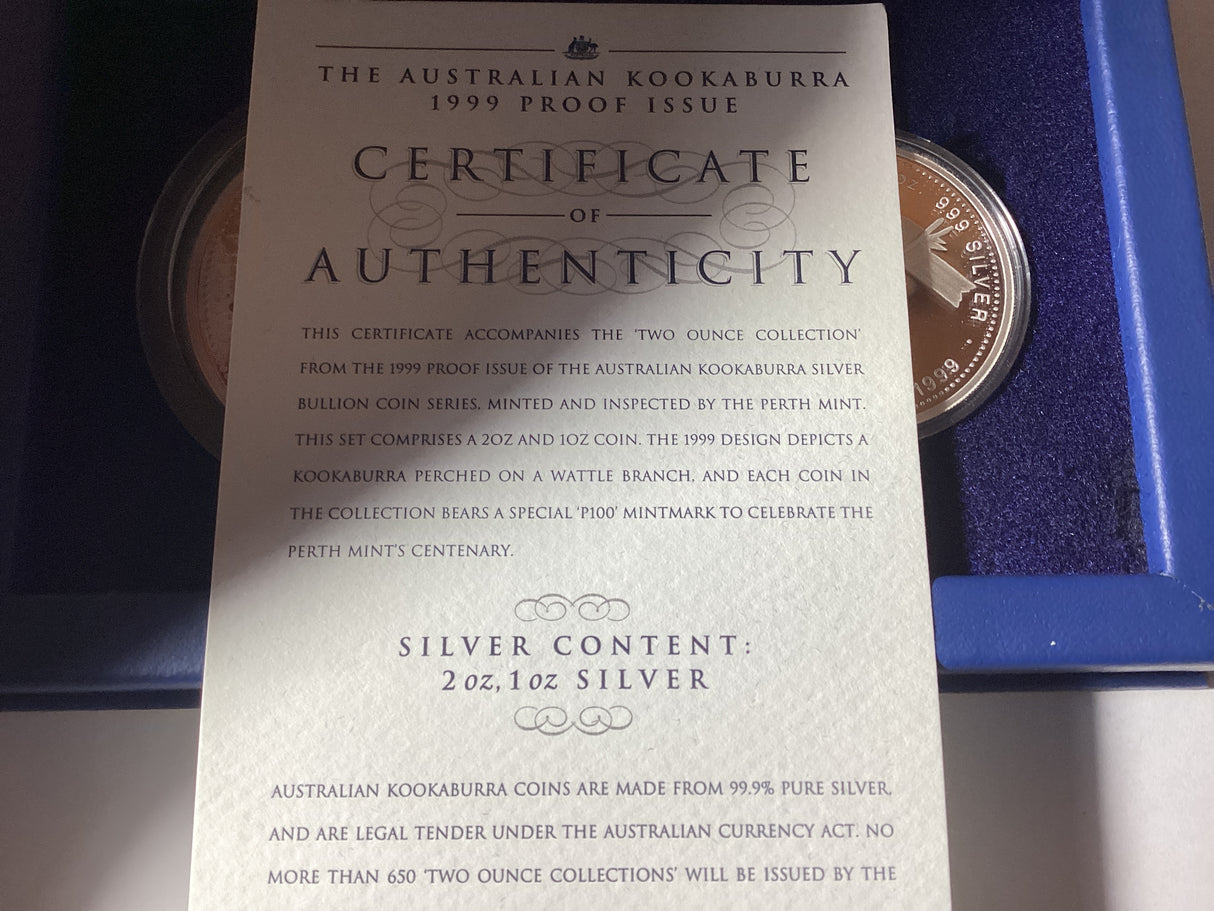 THE AUSTRALIAN KOOKABURRA
1999 PROOF ISSUE
CERTIFICATE
OF
AUTHENTICITY
THIS CERTIFICATE ACCOMPANIES THE 'TWO OUNCE COLLECTION'
FROM THE 1999 PROOF ISSUE OF THE AUSTRALIAN KOOKABURRA SILVER
BULLION COIN SERIES, MINTED AND INSPECTED BY THE PERTH MINT.
THIS SET COMPRISES A 2OZ AND 1OZ COIN. THE 1999 DESIGN DEPICTS A
KOOKABURRA PERCHED ON A WATTLE BRANCH, AND EACH COIN IN
THE COLLECTION BEARS A SPECIAL 'P100' MINTMARK TO CELEBRATE THE
PERTH MINT'S CENTENARY.
SILVER CONTENT:
2 oz, 1 oz SILVER
AUSTRALIAN KOOKABURRA COINS ARE MADE FROM 99.9% PURE SILVER,
AND ARE LEGAL TENDER UNDER THE AUSTRALIAN CURRENCY ACT. NO
MORE THAN 650 'TWO OUNCE COLLECTIONS' WILL BE ISSUED BY THE
OZ. 999 SILVER
1999